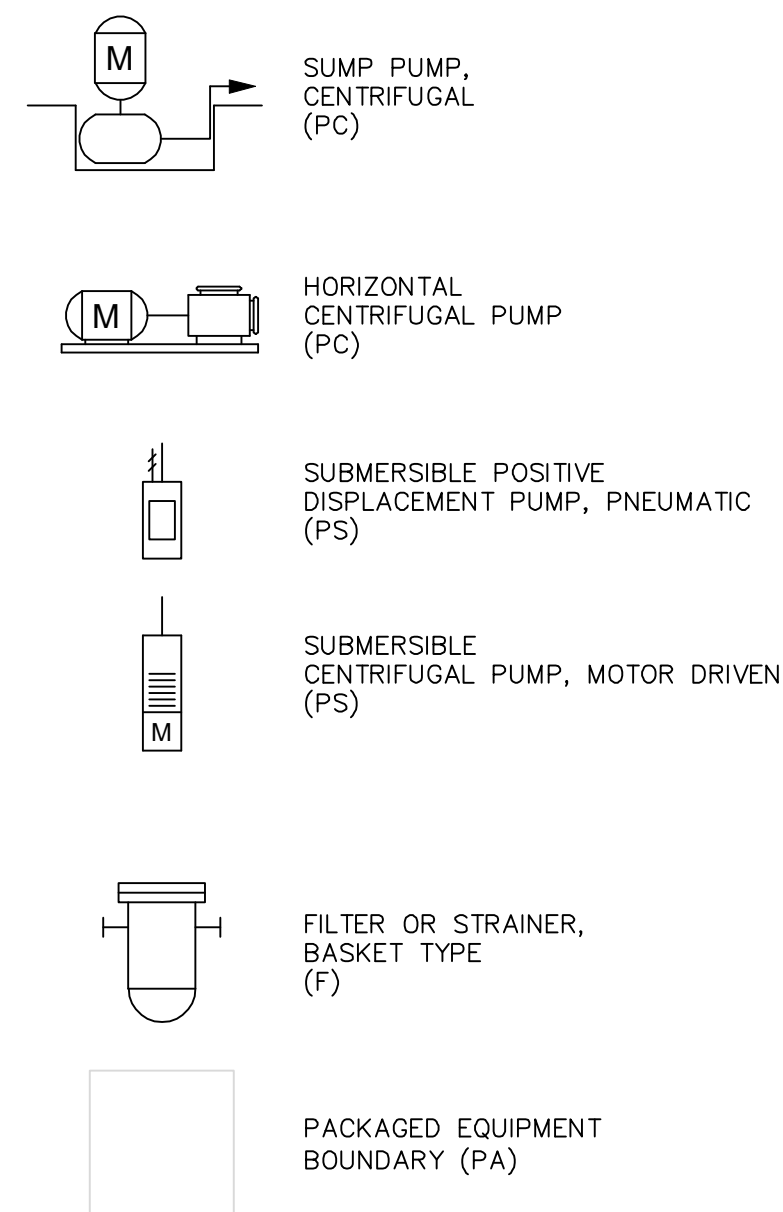 M
SUMP PUMP,
CENTRIFUGAL
(PC)
M
HORIZONTAL
CENTRIFUGAL PUMP
(PC)
SUBMERSIBLE POSITIVE
DISPLACEMENT PUMP, PNEUMATIC
(PS)
SUBMERSIBLE
CENTRIFUGAL PUMP, MOTOR DRIVEN
(PS)
M
FILTER OR STRAINER,
BASKET TYPE
(F)
PACKAGED EQUIPMENT
BOUNDARY (PA)